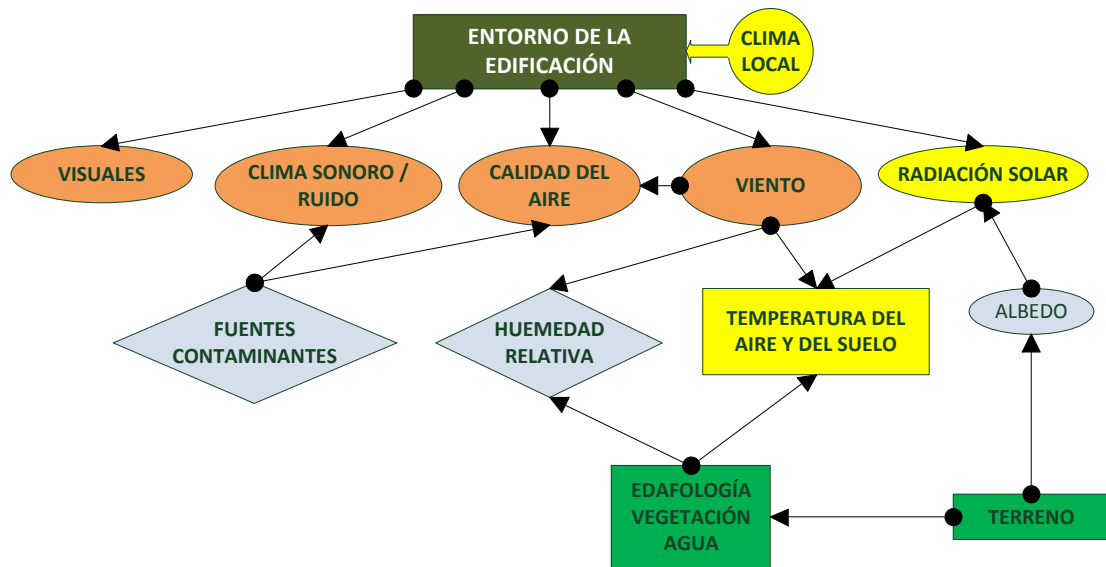 ENTORNO DE LA
EDIFICACIÓN
CLIMA
LOCAL
VISUALES
CLIMA SONORO /
RUIDO
CALIDAD DEL
AIRE
VIENTO
RADIACIÓN SOLAR
FUENTES
CONTAMINANTES
HUEMEDAD
RELATIVA
TEMPERATURA DEL
AIRE Y DEL SUELO
ALBEDO
EDAFOLOGÍA
VEGETACIÓN
AGUA
TERRENO